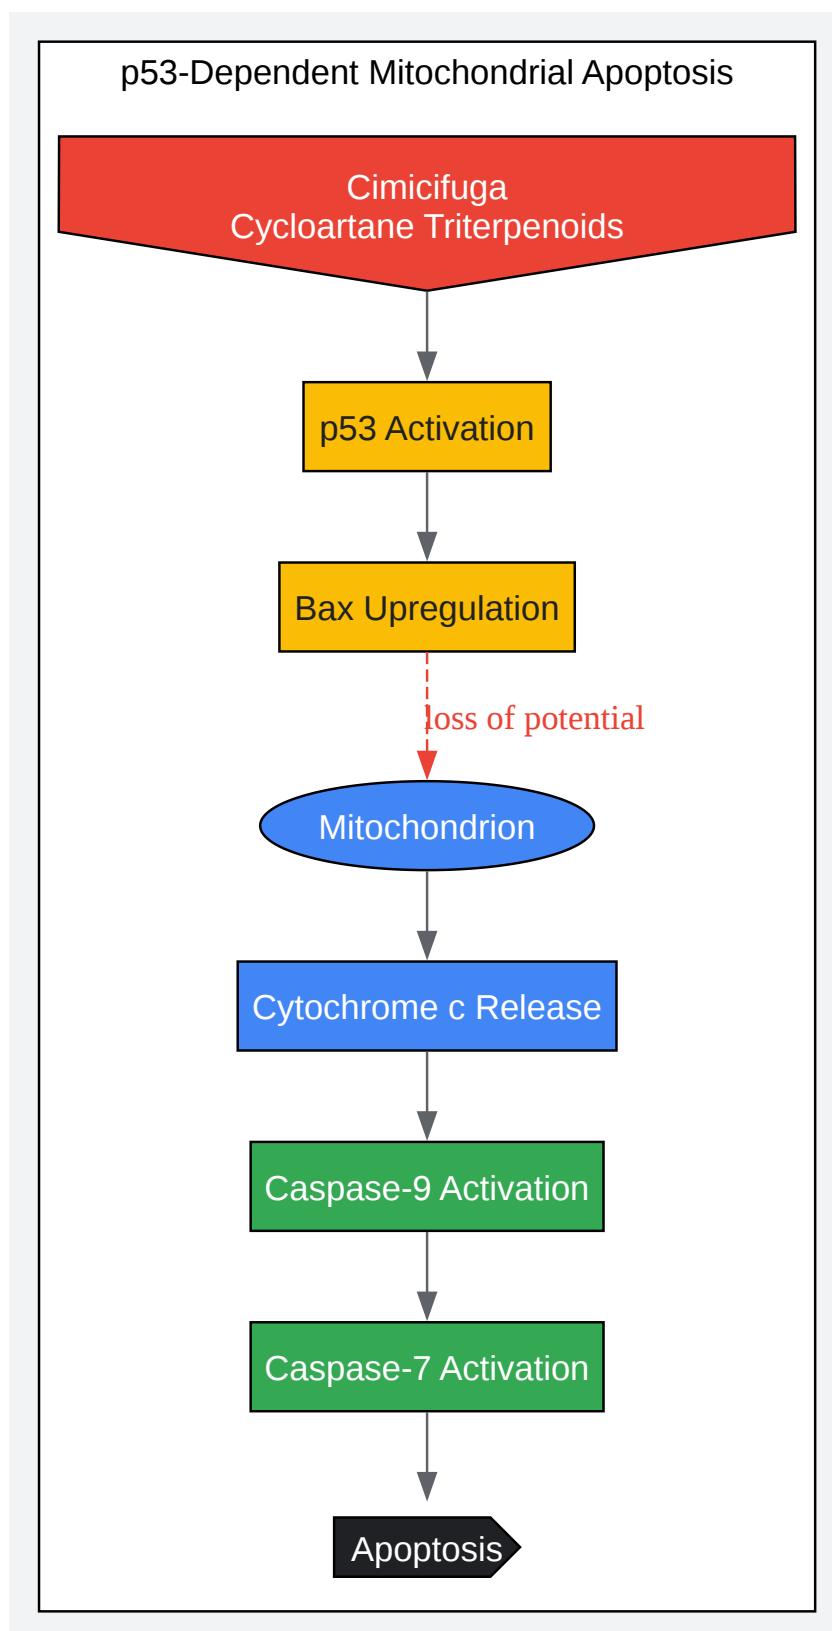 p53-Dependent Mitochondrial Apoptosis
Cimicifuga
Cycloartane Triterpenoids
p53 Activation
Bax Upregulation
loss of potential
Mitochondrion
Cytochrome c Release
Caspase-9 Activation
Caspase-7 Activation
Apoptosis